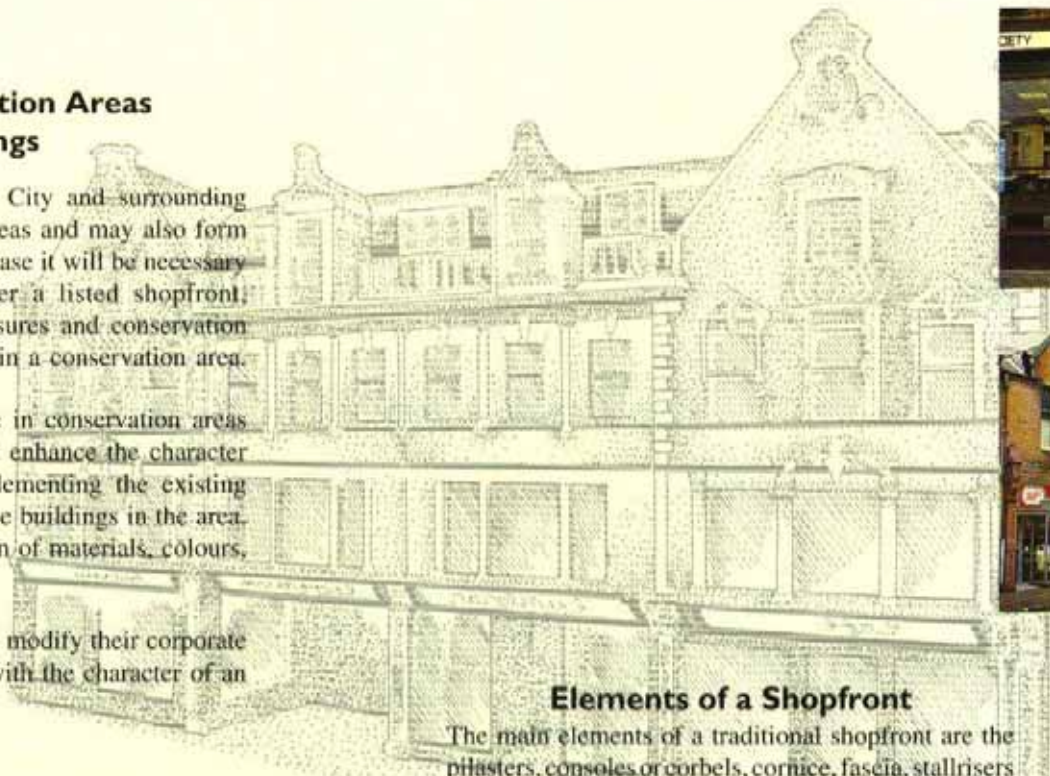 tion Areas
ngs
City and surrounding
eas and may also form
ase it will be necessary
er a listed shopfront,
sures and conservation
in a conservation area.
e in conservation areas
enhance the character
lementing the existing
e buildings in the area.
n of materials, colours,
modify their corporate
with the character of an
Elements of a Shopfront
The main elements of a traditional shopfront are the
pilasters, consoles or corbels, cornice, fascia, stallrisers
CIETY